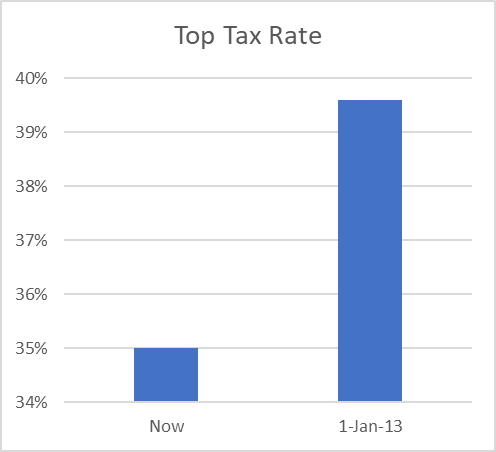 Top Tax Rate
40%
39%
38%
37%
36%
35%
34%
Now
1-Jan-13